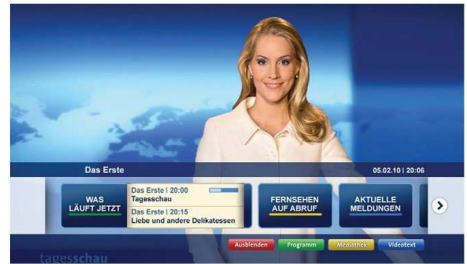 Das Erste
05.02.10 | 20:06
WAS
LÄUFT JETZT
Das Erste | 20:00
Tagesschau
Das Erste | 20:15
Liebe und andere Delikatessen
FERNSEHEN
AUF ABRUF
AKTUELLE
MELDUNGEN
Ausblenden
Programm
Mediathek
Videotext
tagesschau